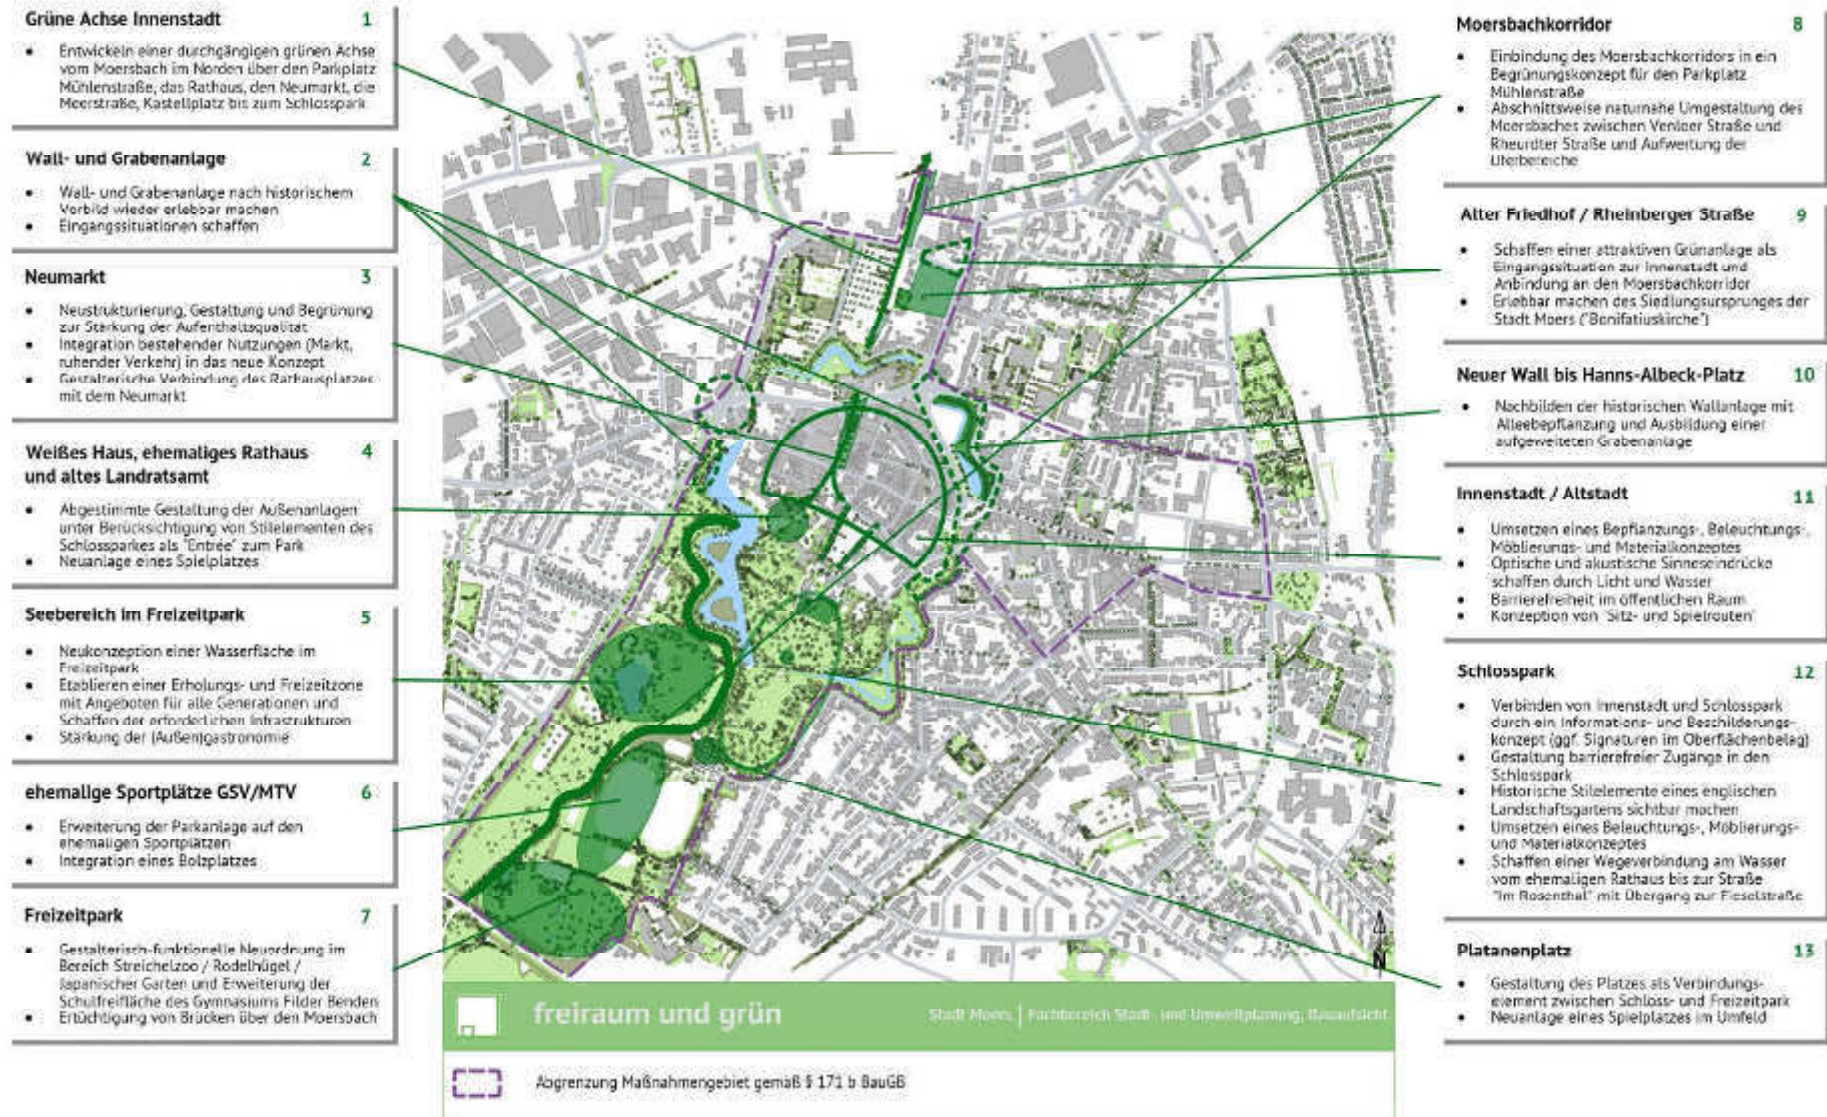 Grüne Achse Innenstadt 1
• Entwickeln einer durchgängigen grünen Achse
vom Moersbach im Norden über den Parkplatz
Mühlenstraße, das Rathaus, den Neumarkt, die
Meerstraße, Kastellplatz bis zum Schlosspark
Wall- und Grabenanlage 2
• Wall- und Grabenanlage nach historischem
Vorbild wieder erlebbar machen
• Eingangssituationen schaffen
Neumarkt 3
• Neustrukturierung, Gestaltung und Begrünung
zur Stärkung der Aufenthaltsqualität
• Integration bestehender Nutzungen (Markt,
ruhender Verkehr) in das neue Konzept
• Gestalterische Verbindung des Rathausplatzes
mit dem Neumarkt
Weißes Haus, ehemaliges Rathaus 4
und altes Landratsamt
• Abgestimmte Gestaltung der Außenanlagen
unter Berücksichtigung von Stilelementen des
Schlossparkes als "Entrée" zum Park
• Neuanlage eines Spielplatzes
Seebereich im Freizeitpark 5
• Neukonzeption einer Wasserfläche im
Freizeitpark
• Etablieren einer Erholungs- und Freizeitzone
mit Angeboten für alle Generationen und
Schaffen der erforderlichen Infrastrukturen
• Stärkung der (Außen)gastronomie
ehemalige Sportplätze GSV/MTV 6
• Erweiterung der Parkanlage auf den
ehemaligen Sportplätzen
• Integration eines Bolzplatzes
Freizeitpark 7
• Gestalterisch-funktionelle Neuordnung im
Bereich Streichelzoo / Rodelhügel /
Japanischer Garten und Erweiterung der
Schulfreifläche des Gymnasiums Filder Benden
• Ertüchtigung von Brücken über den Moersbach
N
freiraum und grün
Stadt Moers | Fachbereich Stadt- und Umweltplanung, Bauaufsicht
Abgrenzung Maßnahmengebiet gemäß § 171 b BauGB
Moersbachkorridor 8
• Einbindung des Moersbachkorridors in ein
Begrünungskonzept für den Parkplatz
Mühlenstraße
• Abschnittsweise naturnahe Umgestaltung des
Moersbaches zwischen Venloer Straße und
Rheurdter Straße und Aufwertung der
Uferbereiche
Alter Friedhof / Rheinberger Straße 9
• Schaffen einer attraktiven Grünanlage als
Eingangssituation zur Innenstadt und
Anbindung an den Moersbachkorridor
• Erlebbar machen des Siedlungsursprunges der
Stadt Moers ("Bonifatiuskirche")
Neuer Wall bis Hanns-Albeck-Platz 10
• Nachbilden der historischen Wallanlage mit
Alleebepflanzung und Ausbildung einer
aufgeweiteten Grabenanlage
Innenstadt / Altstadt 11
• Umsetzen eines Bepflanzungs-, Beleuchtungs-,
Möblierungs- und Materialkonzeptes
• Optische und akustische Sinneseindrücke
schaffen durch Licht und Wasser
• Barrierefreiheit im öffentlichen Raum
• Konzeption von "Sitz- und Spielrouten"
Schlosspark 12
• Verbinden von Innenstadt und Schlosspark
durch ein Informations- und Beschilderungs-
konzept (ggf. Signaturen im Oberflächenbelag)
• Gestaltung barrierefreier Zugänge in den
Schlosspark
• Historische Stilelemente eines englischen
Landschaftsgartens sichtbar machen
• Umsetzen eines Beleuchtungs-, Möblierungs-
und Materialkonzeptes
• Schaffen einer Wegeverbindung am Wasser
vom ehemaligen Rathaus bis zur Straße
"Im Rosenthal" mit Übergang zur Fieselstraße
Platanenplatz 13
• Gestaltung des Platzes als Verbindungs-
element zwischen Schloss- und Freizeitpark
• Neuanlage eines Spielplatzes im Umfeld